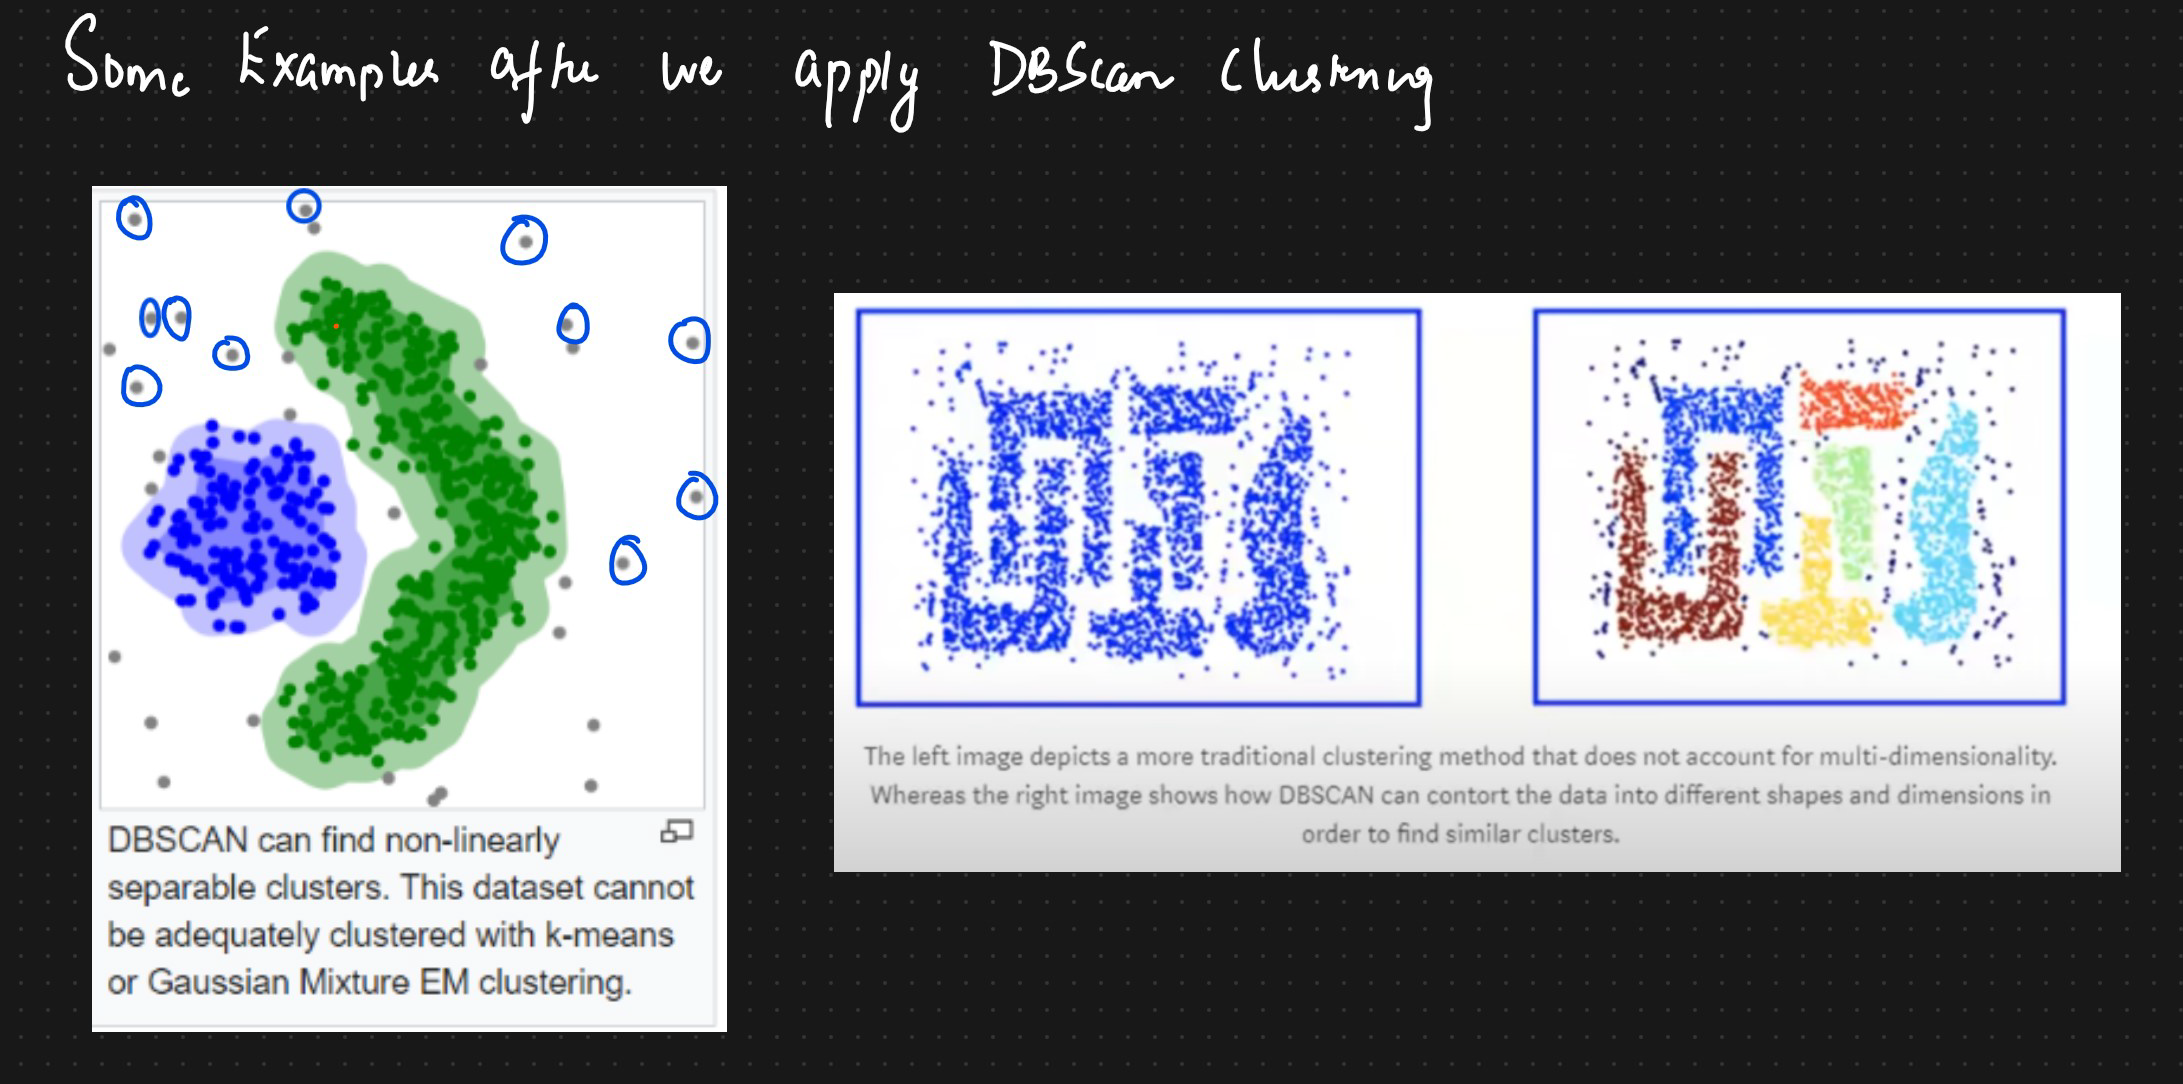 Some Examples after we apply DBScan Clustering
DBSCAN can find non-linearly
separable clusters. This dataset cannot
be adequately clustered with k-means
or Gaussian Mixture EM clustering.
The left image depicts a more traditional clustering method that does not account for multi-dimensionality.
Whereas the right image shows how DBSCAN can contort the data into different shapes and dimensions in
order to find similar clusters.